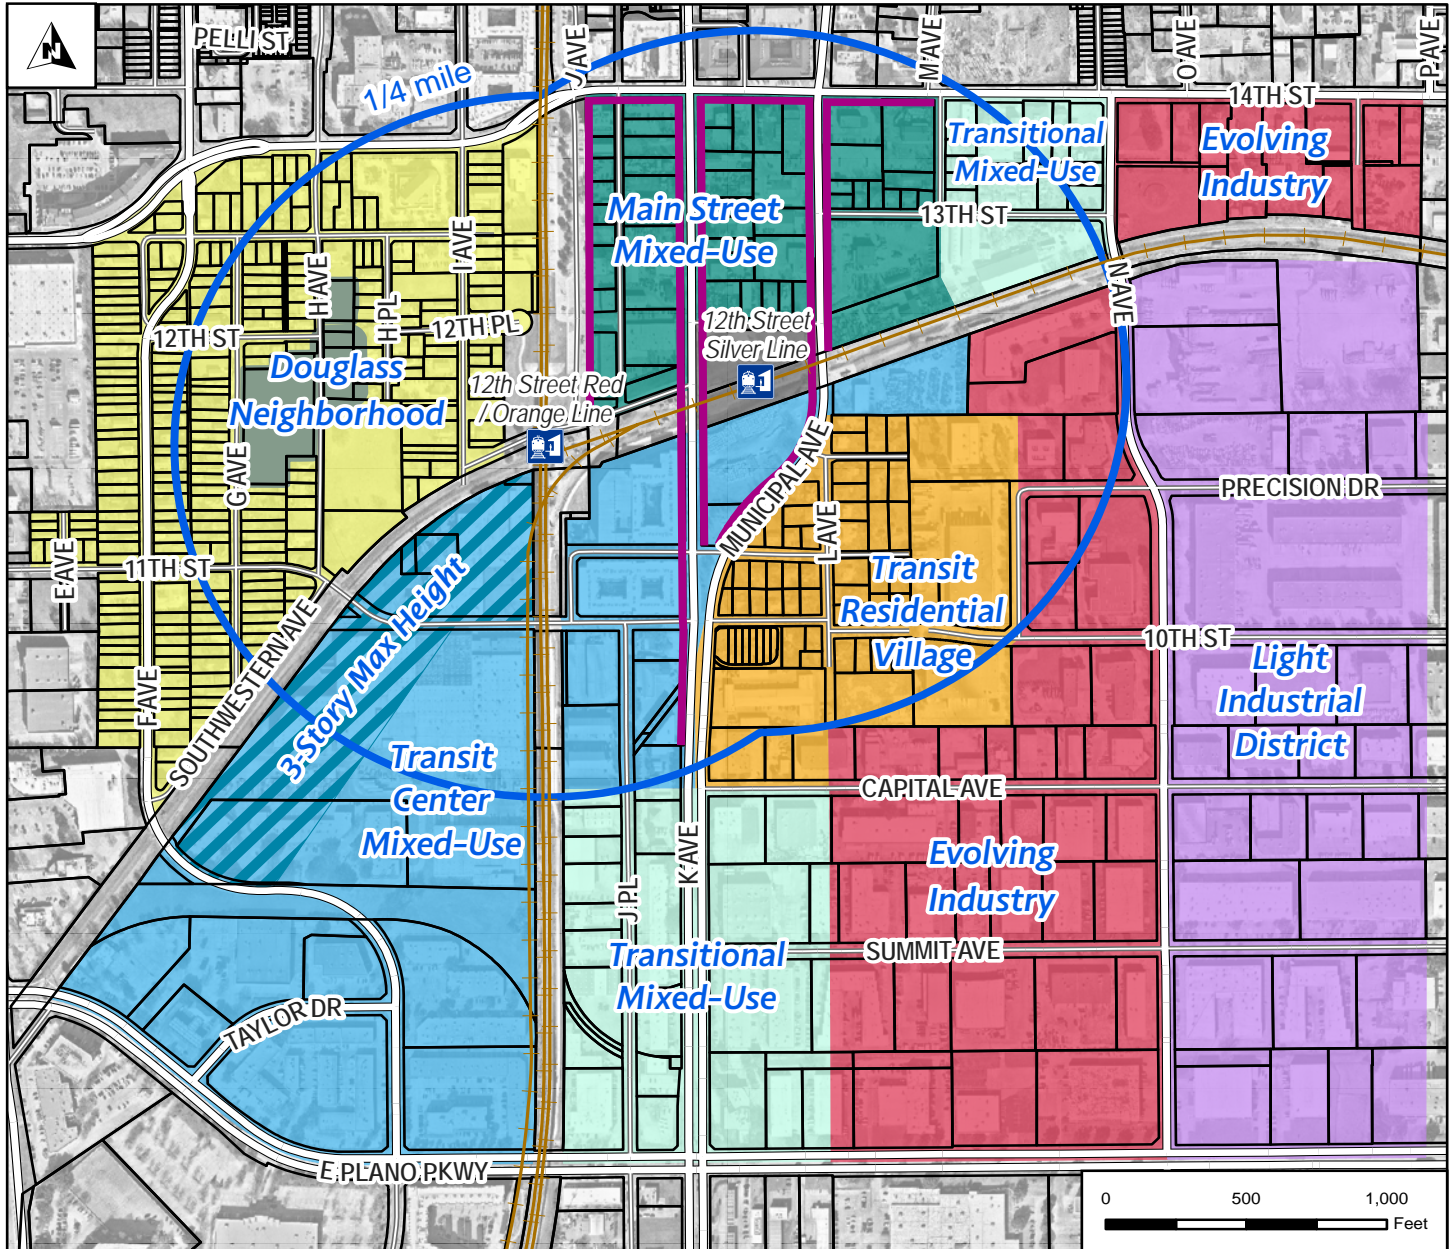 N
PELLI ST
J AVE
M AVE
O AVE
P AVE
1/4 mile
14TH ST
Transitional
Mixed-Use
Evolving
Industry
Main Street
Mixed-Use
13TH ST
I AVE
H AVE
H PL
N AVE
12TH ST
12TH PL
12th Street
Silver Line
Douglass
Neighborhood
12th Street Red
/ Orange Line
G AVE
MUNICIPAL AVE
L AVE
PRECISION DR
E AVE
11TH ST
Transit
Residential
Village
3-Story Max Height
SOUTHWESTERN AVE
F AVE
10TH ST
Light
Industrial
District
Transit
Center
Mixed-Use
CAPITAL AVE
K AVE
J PL
Evolving
Industry
SUMMIT AVE
Transitional
Mixed-Use
TAYLOR DR
E PLANO PKWY
0 500 1,000
Feet